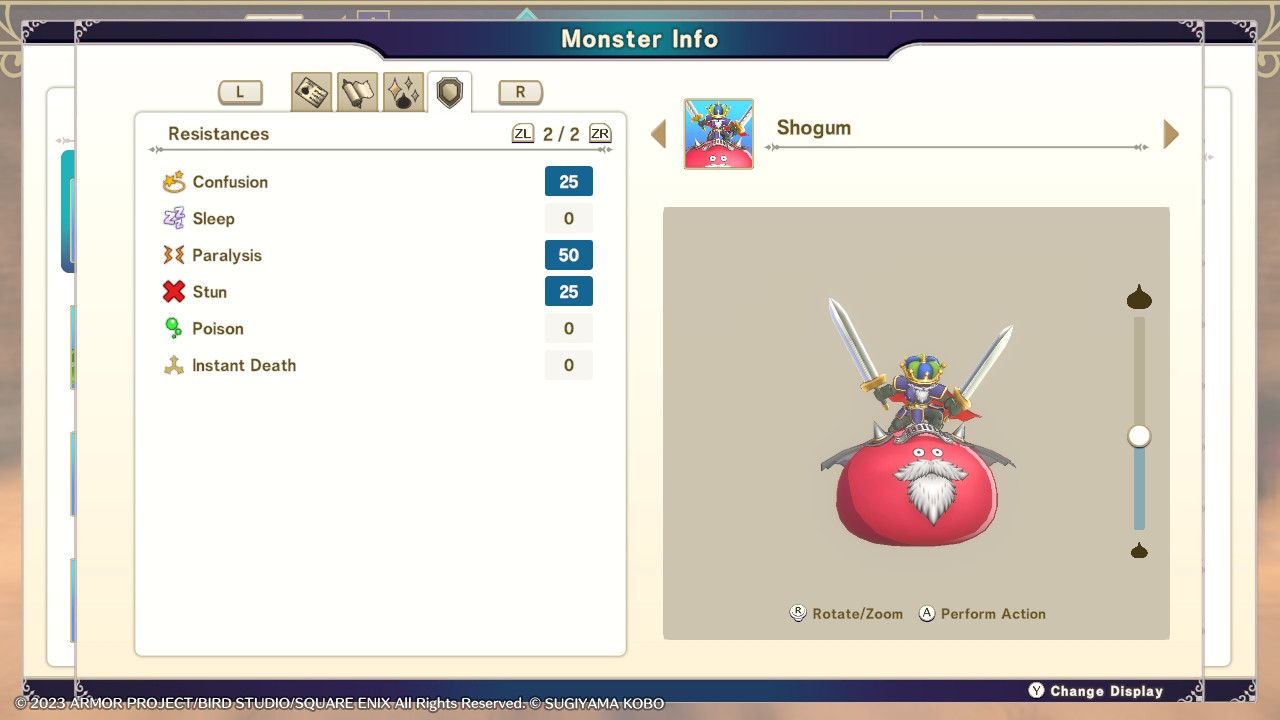 Monster Info
L
R
Resistances
ZL 2 / 2 ZR
Confusion 25
Sleep 0
Paralysis 50
Stun 25
Poison 0
Instant Death 0
Shogum
R Rotate/Zoom A Perform Action
Y Change Display
© 2023 ARMOR PROJECT/BIRD STUDIO/SQUARE ENIX All Rights Reserved. © SUGIYAMA KOBO